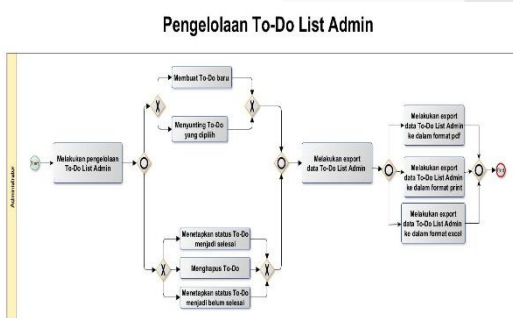 Pengelolaan To-Do List Admin
Administrator
Start
Melakukan pengelolaan
To-Do List Admin
Membuat To-Do baru
Menyunting To-Do
yang dipilih
Menetapkan status To-Do
menjadi selesai
Menghapus To-Do
Menetapkan status To-Do
menjadi belum selesai
Melakukan export
data To-Do List Admin
Melakukan export
data To-Do List Admin
ke dalam format pdf
Melakukan export
data To-Do List Admin
ke dalam format print
Melakukan export
data To-Do List Admin
ke dalam format excel
End